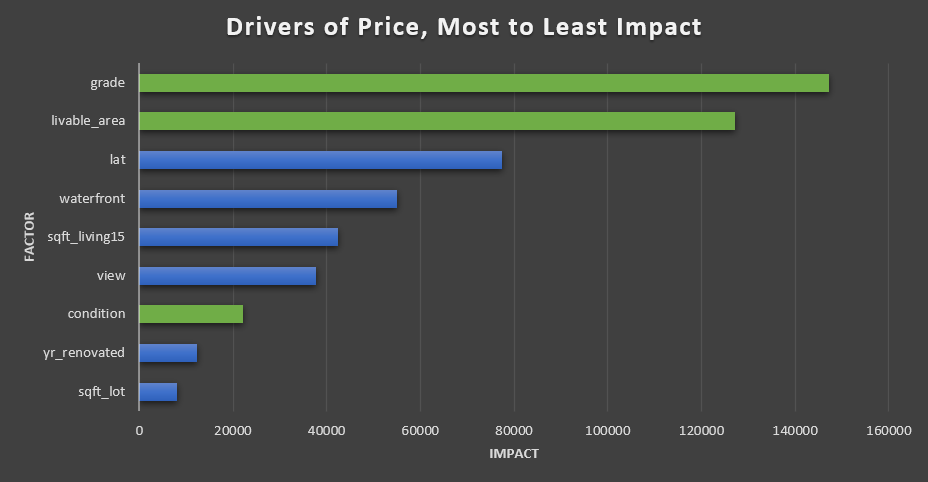 Drivers of Price, Most to Least Impact
grade
livable_area
lat
waterfront
sqft_living15
view
condition
yr_renovated
sqft_lot
FACTOR
0 20000 40000 60000 80000 100000 120000 140000 160000
IMPACT